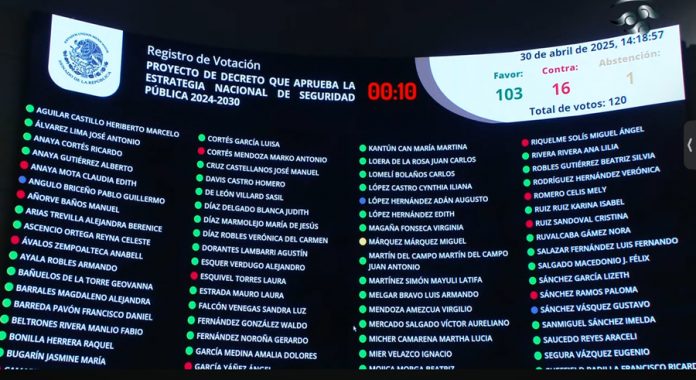 Registro de Votación
PROYECTO DE DECRETO QUE APRUEBA LA
ESTRATEGIA NACIONAL DE SEGURIDAD
PÚBLICA 2024-2030
00:10
30 de abril de 2025, 14:18:57
Favor: Contra: Abstención:
103 16 1
Total de votos: 120
AGUILAR CASTILLO HERIBERTO MARCELO
ÁLVAREZ LIMA JOSÉ ANTONIO
ANAYA CORTÉS RICARDO
ANAYA GUTIÉRREZ ALBERTO
ANAYA MOTA CLAUDIA EDITH
ANGULO BRICEÑO PABLO GUILLERMO
AÑORVE BAÑOS MANUEL
ARIAS TREVILLA ALEJANDRA BERENICE
ASCENCIO ORTEGA REYNA CELESTE
ÁVALOS ZEMPOALTECA ANABELL
AYALA ROBLES ARMANDO
BAÑUELOS DE LA TORRE GEOVANNA
BARRALES MAGDALENO ALEJANDRA
BARREDA PAVÓN FRANCISCO DANIEL
BELTRONES RIVERA MANLIO FABIO
BONILLA HERRERA RAQUEL
BUGARÍN JASMINE MARÍA
CORTÉS GARCÍA LUISA
CORTÉS MENDOZA MARKO ANTONIO
CRUZ CASTELLANOS JOSÉ MANUEL
DAVIS CASTRO HOMERO
DE LEÓN VILLARD SASIL
DÍAZ DELGADO BLANCA JUDITH
DÍAZ MARMOLEJO MARÍA DE JESÚS
DÍAZ ROBLES VERÓNICA DEL CARMEN
DORANTES LAMBARRI AGUSTÍN
ESQUER VERDUGO ALEJANDRO
ESQUIVEL TORRES LAURA
ESTRADA MAURO LAURA
FALCÓN VENEGAS SANDRA LUZ
FERNÁNDEZ GONZÁLEZ WALDO
FERNÁNDEZ NOROÑA GERARDO
GARCÍA MEDINA AMALIA DOLORES
GARCÍA YÁÑEZ ÁNGEL
KANTÚN CAN MARÍA MARTINA
LOERA DE LA ROSA JUAN CARLOS
LOMELÍ BOLAÑOS CARLOS
LÓPEZ CASTRO CYNTHIA ILIANA
LÓPEZ HERNÁNDEZ ADÁN AUGUSTO
LÓPEZ HERNÁNDEZ EDITH
MAGAÑA FONSECA VIRGINIA
MÁRQUEZ MÁRQUEZ MIGUEL
MARTÍN DEL CAMPO MARTÍN DEL CAMPO
JUAN ANTONIO
MARTÍNEZ SIMÓN MAYULI LATIFA
MELGAR BRAVO LUIS ARMANDO
MENDOZA AMEZCUA VIRGILIO
MERCADO SALGADO VÍCTOR AURELIANO
MICHER CAMARENA MARTHA LUCIA
MIER VELAZCO IGNACIO
MOJICA MORGA BEATRIZ
RIQUELME SOLÍS MIGUEL ÁNGEL
RIVERA RIVERA ANA LILIA
ROBLES GUTIÉRREZ BEATRIZ SILVIA
RODRÍGUEZ HERNÁNDEZ VERÓNICA
ROMERO CELIS MELY
RUIZ RUIZ KARINA ISABEL
RUIZ SANDOVAL CRISTINA
RUVALCABA GÁMEZ NORA
SALAZAR FERNÁNDEZ LUIS FERNANDO
SALGADO MACEDONIO J. FÉLIX
SÁNCHEZ GARCÍA LIZETH
SÁNCHEZ RAMOS PALOMA
SÁNCHEZ VÁSQUEZ GUSTAVO
SANMIGUEL SÁNCHEZ IMELDA
SAUCEDO REYES ARACELI
SEGURA VÁZQUEZ EUGENIO
SHEFFIELD PADILLA FRANCISCO RICARDO